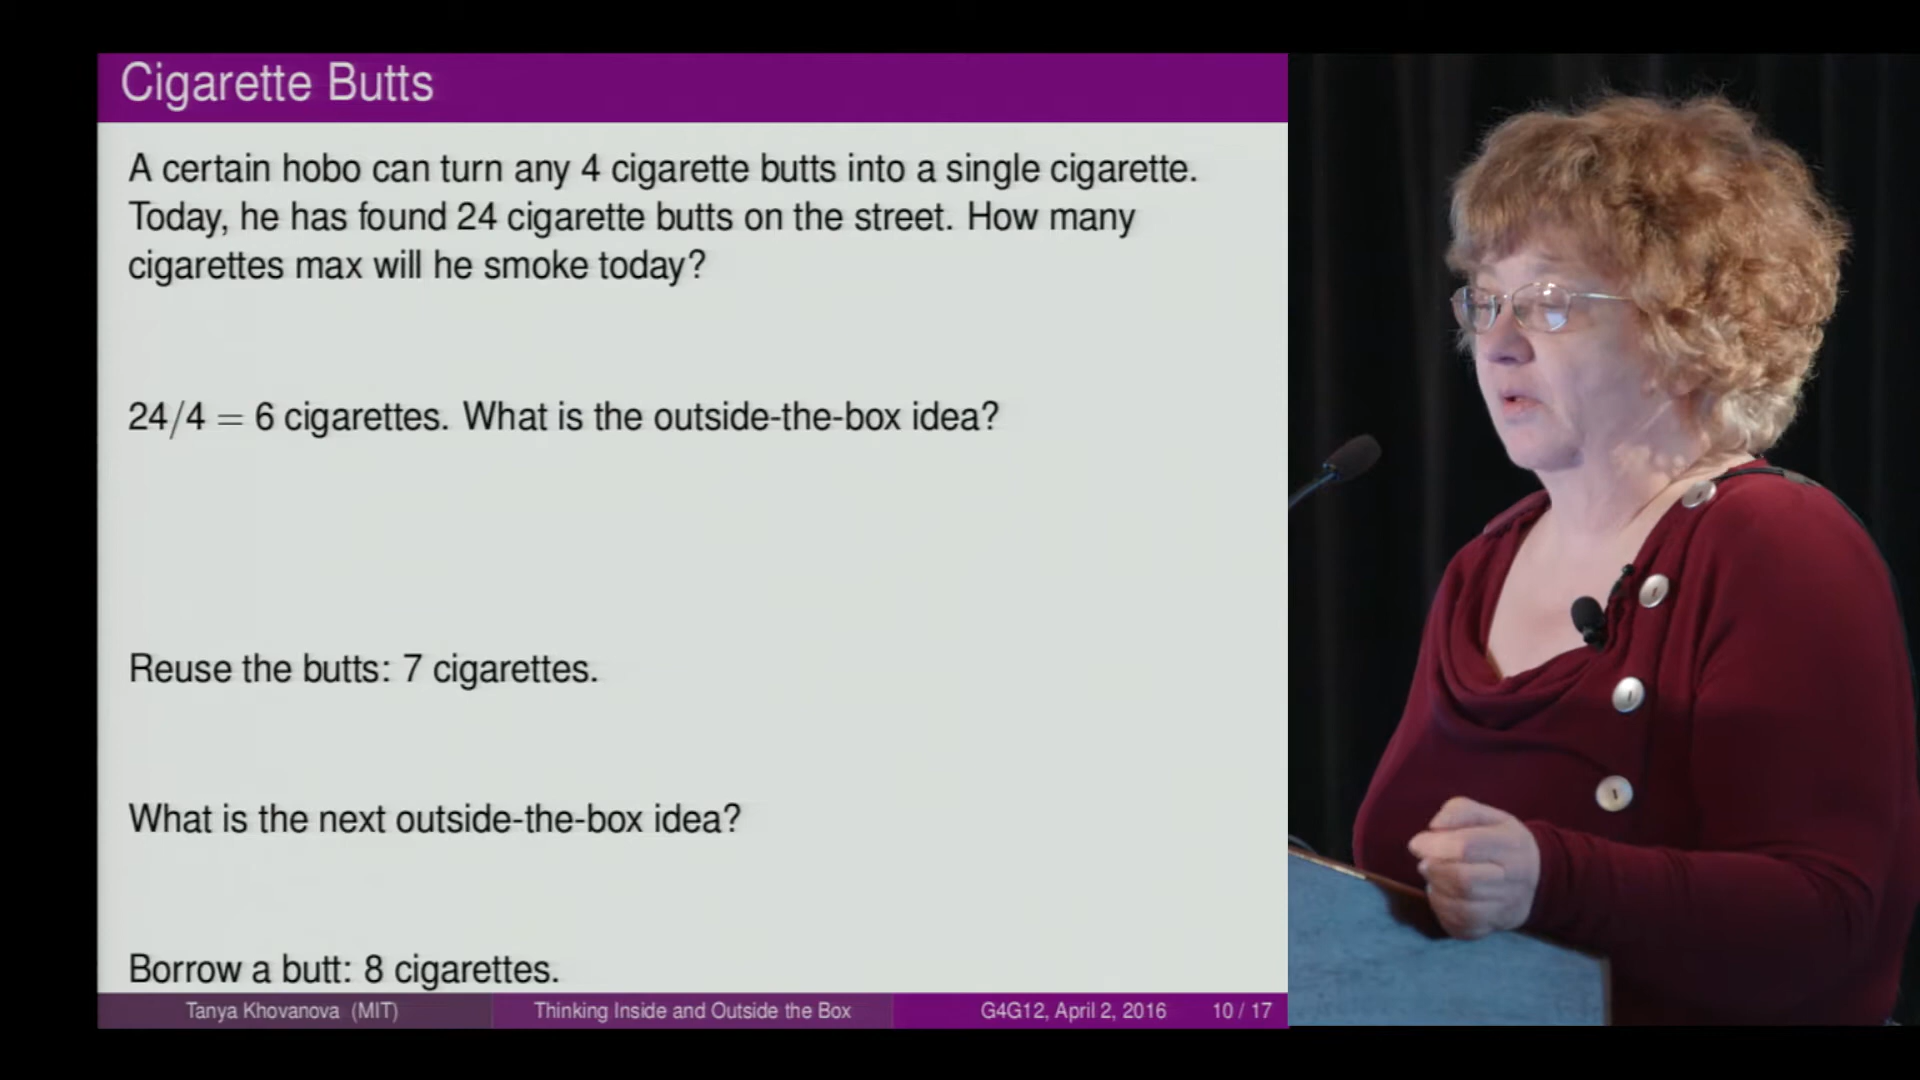 Cigarette Butts
A certain hobo can turn any 4 cigarette butts into a single cigarette.
Today, he has found 24 cigarette butts on the street. How many
cigarettes max will he smoke today?
24/4 = 6 cigarettes. What is the outside-the-box idea?
Reuse the butts: 7 cigarettes.
What is the next outside-the-box idea?
Borrow a butt: 8 cigarettes.
Tanya Khovanova (MIT) Thinking Inside and Outside the Box G4G12, April 2, 2016 10 / 17